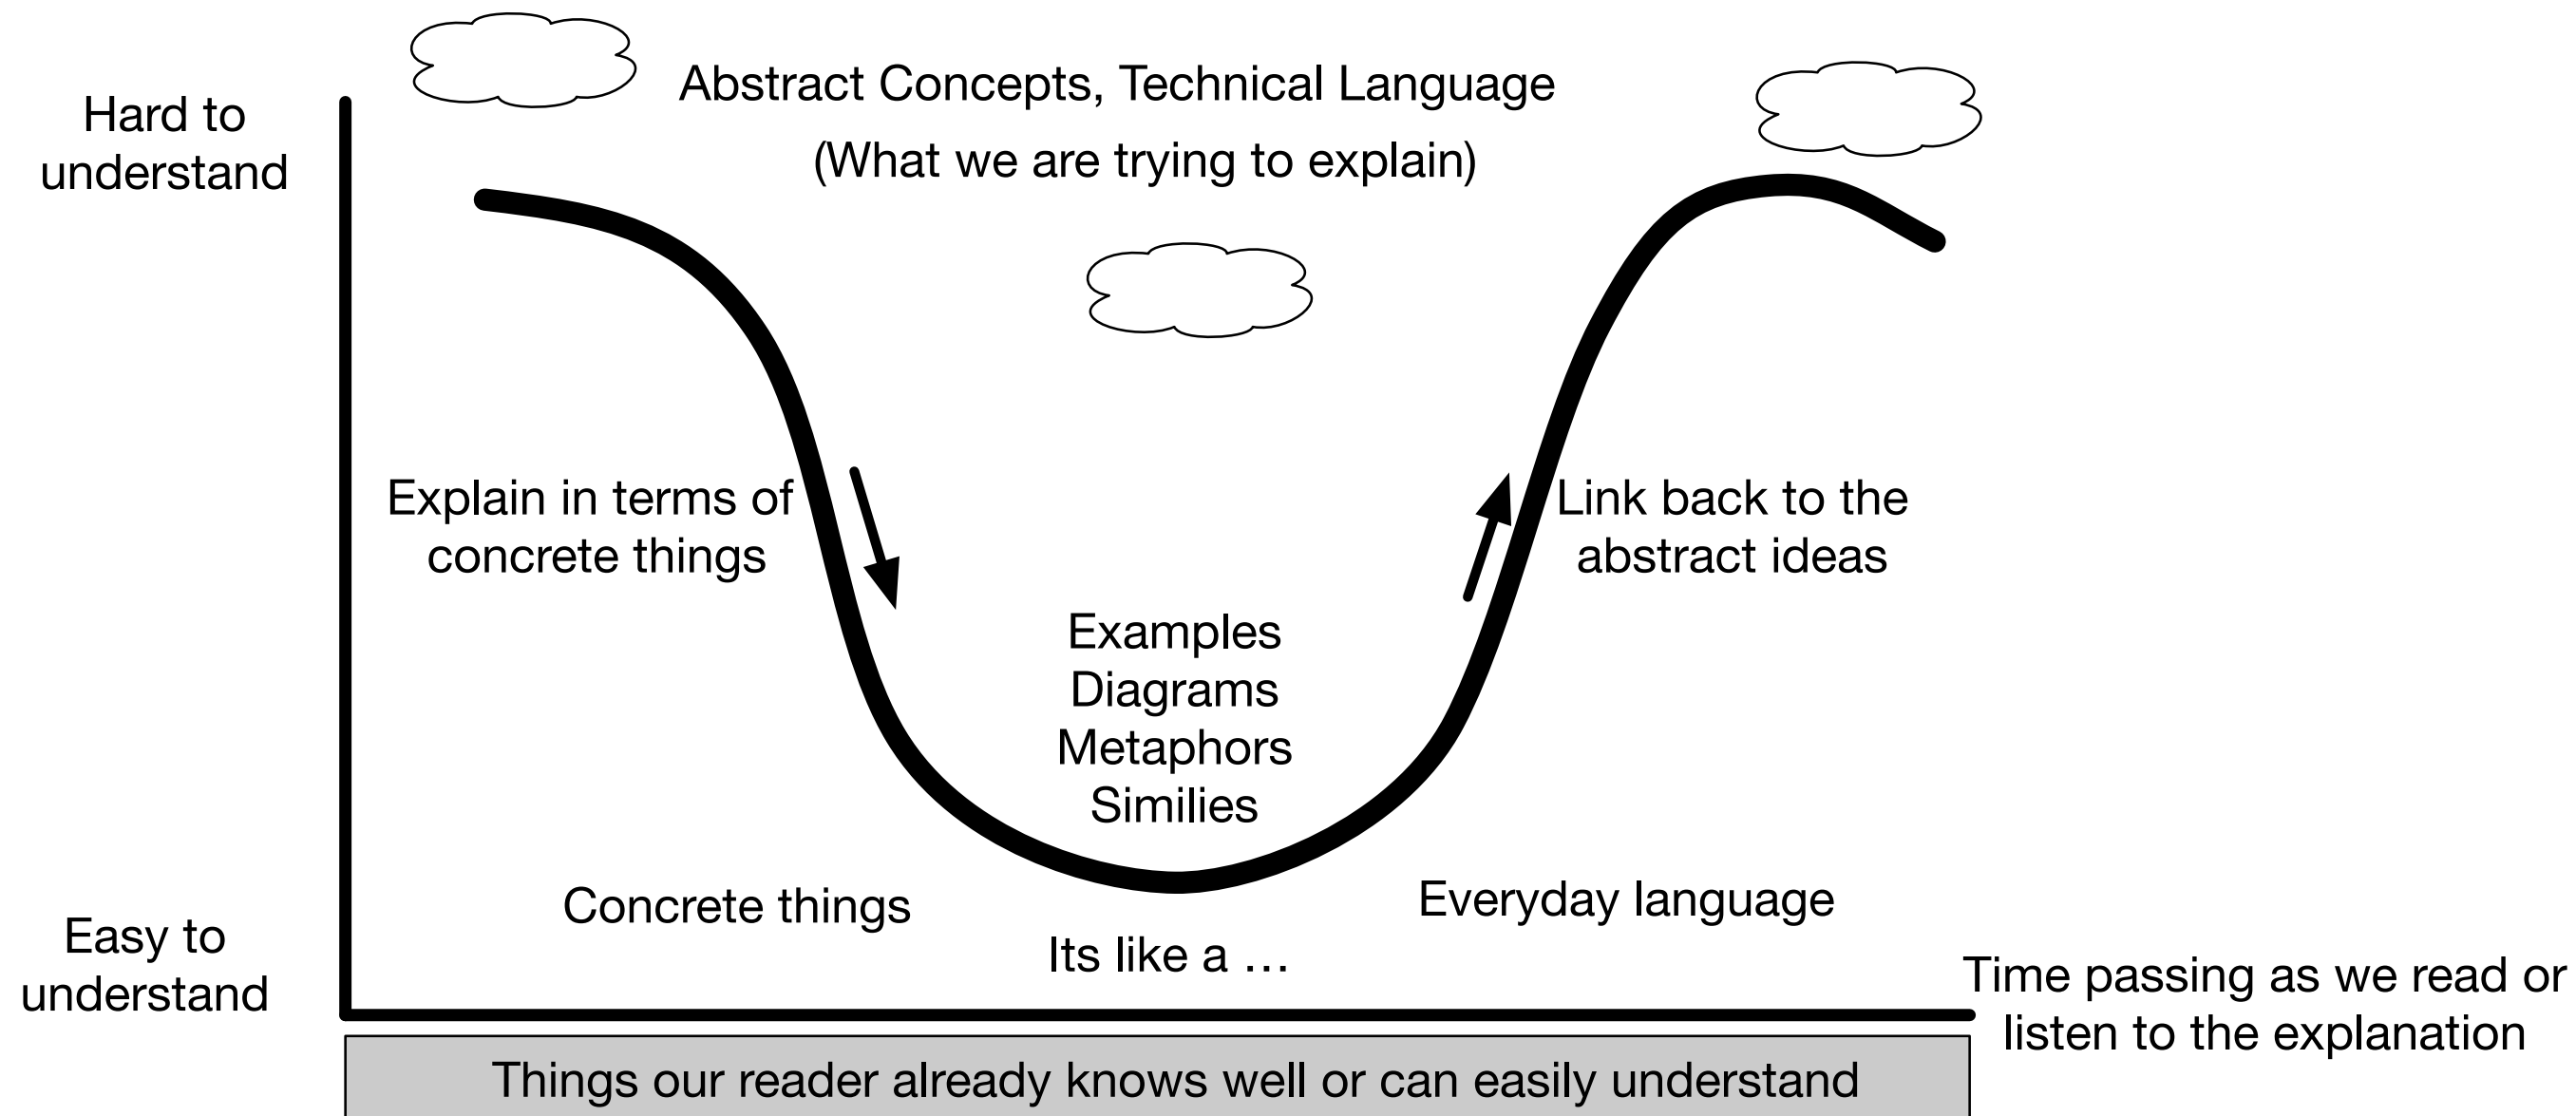 Abstract Concepts, Technical Language
(What we are trying to explain)
Hard to
understand
Explain in terms of
concrete things
Link back to the
abstract ideas
Examples
Diagrams
Metaphors
Similies
Concrete things
Everyday language
Its like a ...
Easy to
understand
Time passing as we read or
listen to the explanation
Things our reader already knows well or can easily understand